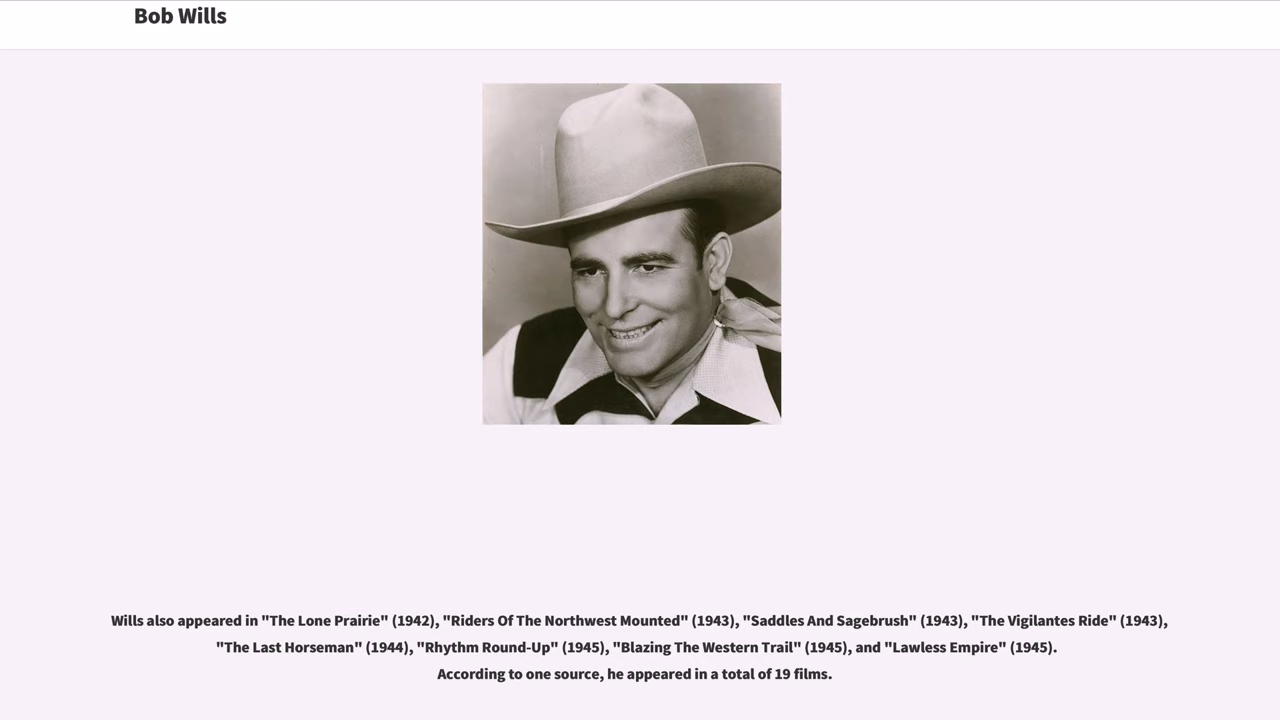 Bob Wills
Wills also appeared in "The Lone Prairie" (1942), "Riders Of The Northwest Mounted" (1943), "Saddles And Sagebrush" (1943), "The Vigilantes Ride" (1943),
"The Last Horseman" (1944), "Rhythm Round-Up" (1945), "Blazing The Western Trail" (1945), and "Lawless Empire" (1945).
According to one source, he appeared in a total of 19 films.